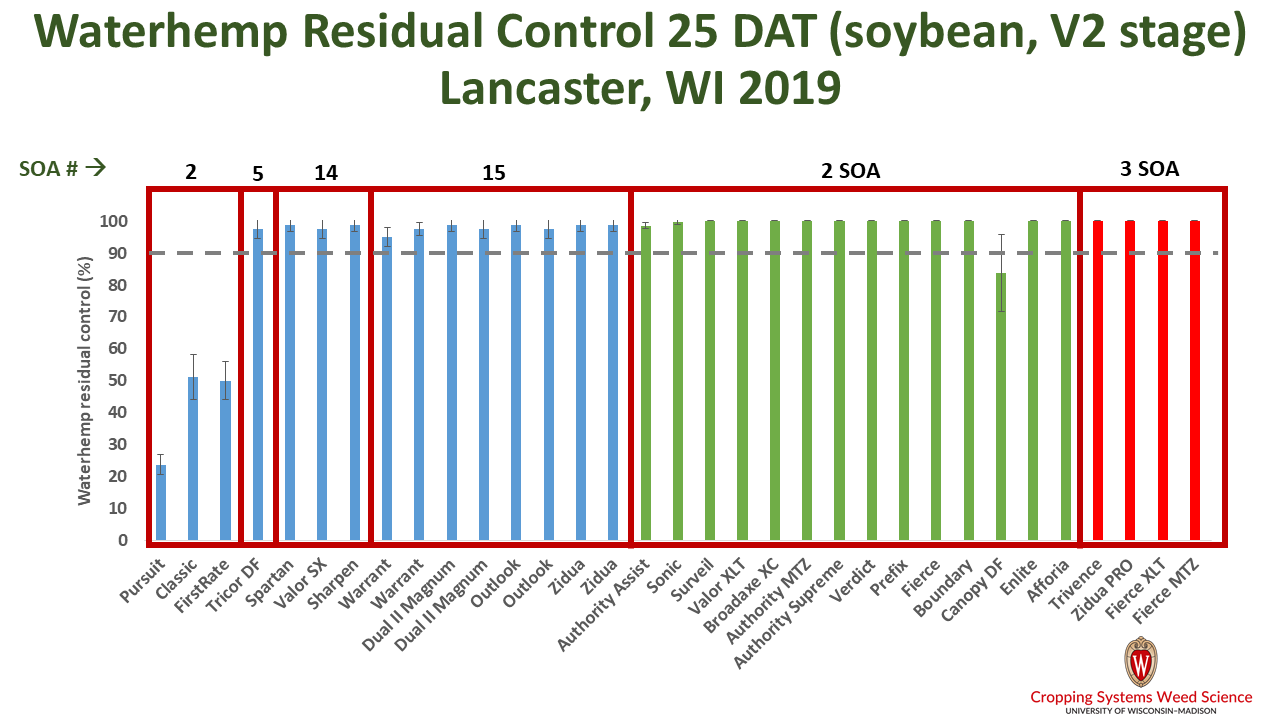 Waterhemp Residual Control 25 DAT (soybean, V2 stage)
Lancaster, WI 2019
SOA # →
2
5
14
15
2 SOA
3 SOA
Waterhemp residual control (%)
100
90
80
70
60
50
40
30
20
10
0
Pursuit
Classic
FirstRate
Tricor DF
Spartan
Valor SX
Sharpen
Warrant
Warrant
Dual II Magnum
Dual II Magnum
Outlook
Outlook
Zidua
Zidua
Authority Assist
Sonic
Surveil
Valor XLT
Broadaxe XC
Authority MTZ
Authority Supreme
Verdict
Prefix
Fierce
Boundary
Canopy DF
Enlite
Afforia
Trivence
Zidua PRO
Fierce XLT
Fierce MTZ
W
Cropping Systems Weed Science
UNIVERSITY OF WISCONSIN–MADISON